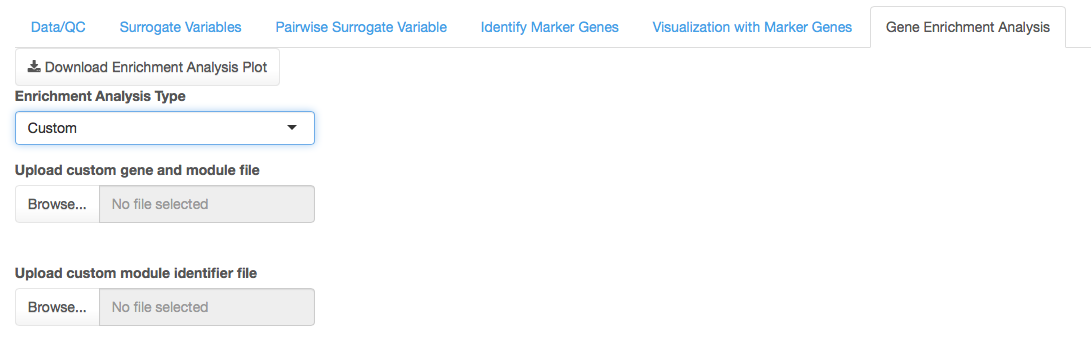 Data/QC Surrogate Variables Pairwise Surrogate Variable Identify Marker Genes Visualization with Marker Genes Gene Enrichment Analysis
Download Enrichment Analysis Plot
Enrichment Analysis Type
Custom
Upload custom gene and module file
Browse... No file selected
Upload custom module identifier file
Browse... No file selected